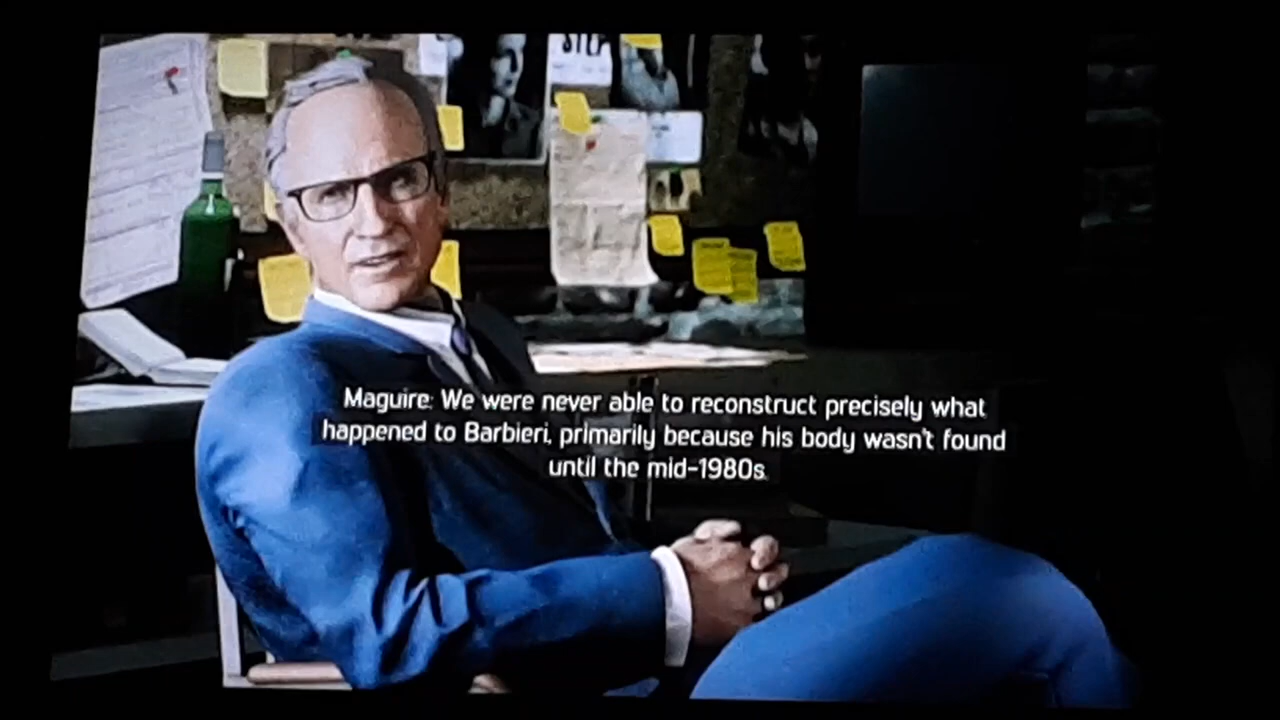 Maguire: We were never able to reconstruct precisely what
happened to Barbieri, primarily because his body wasn't found
until the mid-1980s.